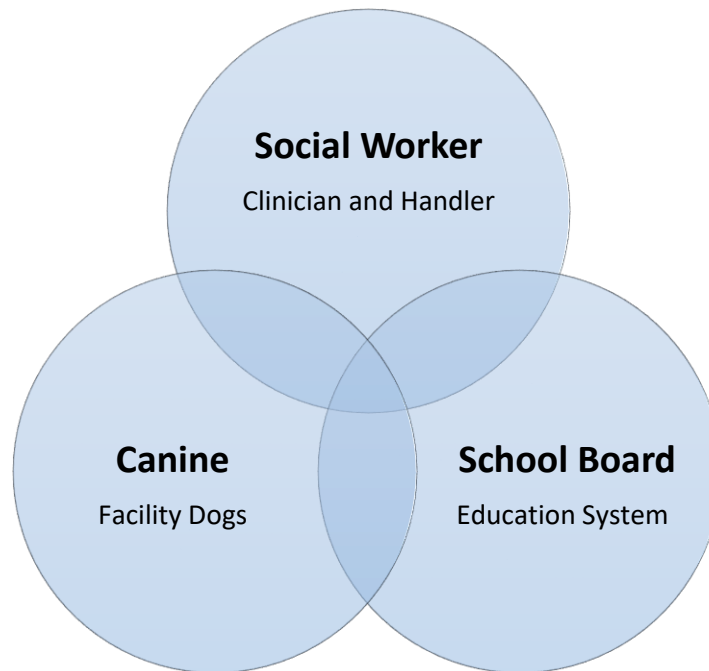 Social Worker
Clinician and Handler
Canine
Facility Dogs
School Board
Education System